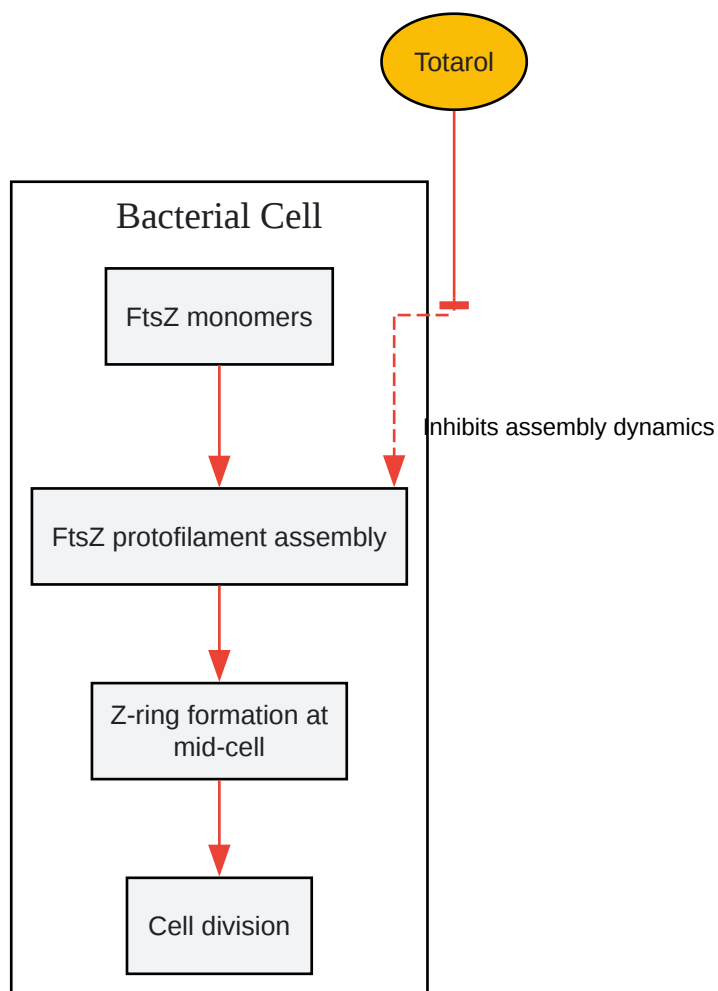 Totarol
Bacterial Cell
FtsZ monomers
Inhibits assembly dynamics
FtsZ protofilament assembly
Z-ring formation at
mid-cell
Cell division